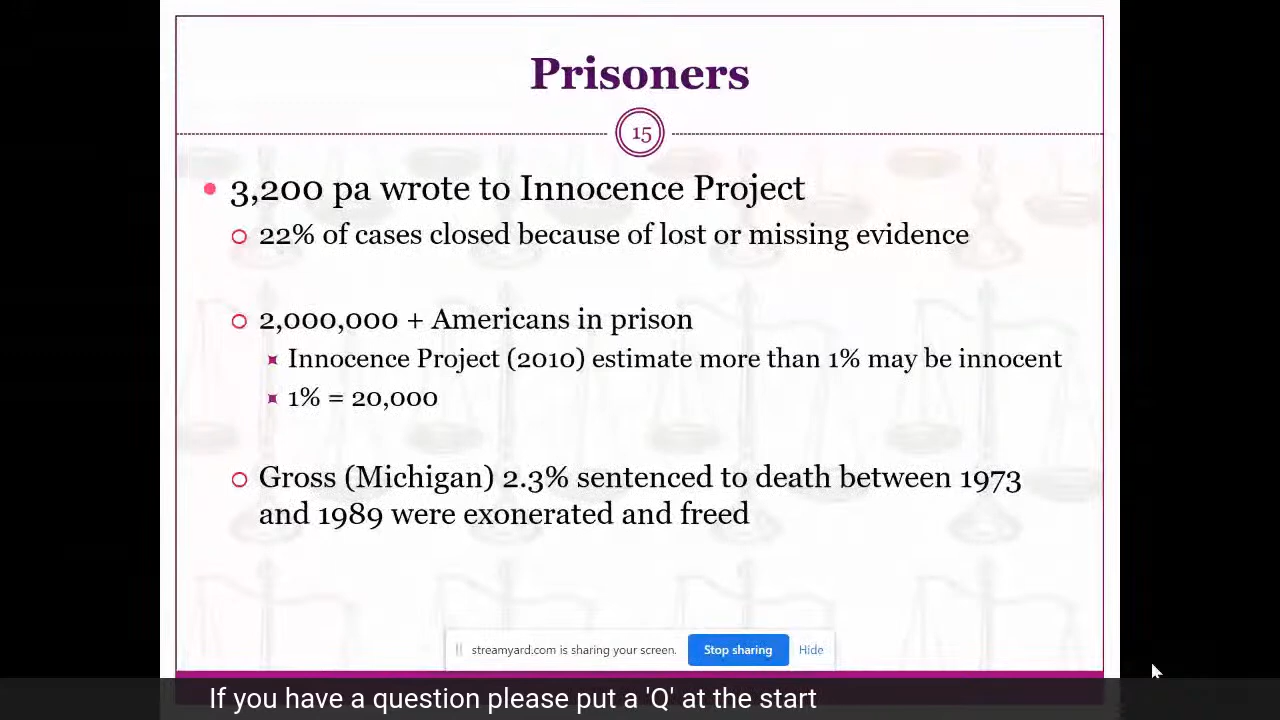 Prisoners
15
3,200 pa wrote to Innocence Project
22% of cases closed because of lost or missing evidence
2,000,000 + Americans in prison
Innocence Project (2010) estimate more than 1% may be innocent
1% = 20,000
Gross (Michigan) 2.3% sentenced to death between 1973
and 1989 were exonerated and freed
streamyard.com is sharing your screen. Stop sharing Hide
If you have a question please put a 'Q' at the start